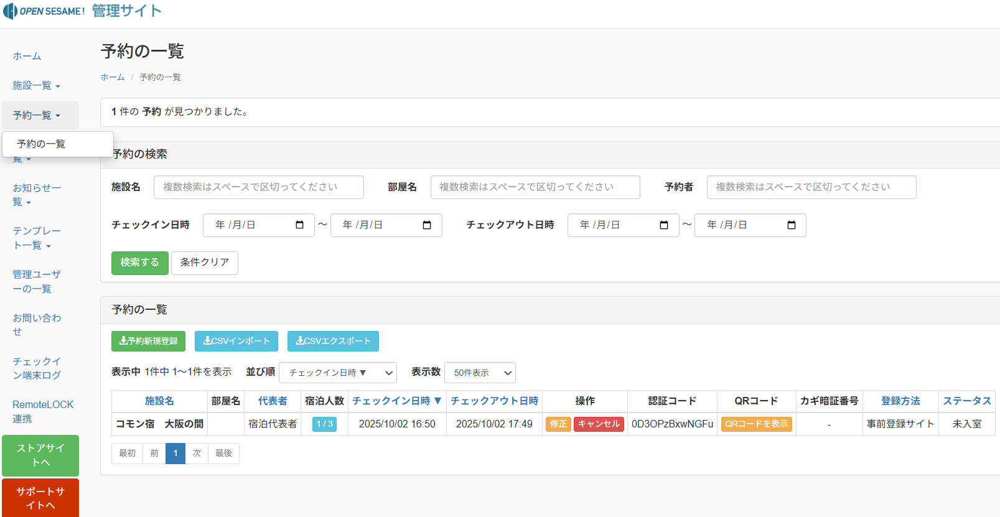 OPEN SESAME! 管理サイト
ホーム
施設一覧
予約一覧
予約の一覧
覧
お知らせ一
覧
テンプレー
ト一覧
管理ユーザ
ーの一覧
お問い合わ
せ
チェックイ
ン端末ログ
RemoteLOCK
連携
ストアサイ
トへ
サポートサ
イトへ
予約の一覧
ホーム / 予約の一覧
1 件の 予約 が見つかりました。
予約の検索
施設名 複数検索はスペースで区切ってください 部屋名 複数検索はスペースで区切ってください 予約者 複数検索はスペースで区切ってください
チェックイン日時 年 /月/日 ～ 年 /月/日 チェックアウト日時 年 /月/日 ～ 年 /月/日
検索する 条件クリア
予約の一覧
予約新規登録 CSVインポート CSVエクスポート
表示中 1件中 1～1件を表示 並び順 チェックイン日時 ▼ 表示数 50件表示
施設名 部屋名 代表者 宿泊人数 チェックイン日時 ▼ チェックアウト日時 操作 認証コード QRコード カギ暗証番号 登録方法 ステータス
コモン宿　大阪の間 宿泊代表者 1 / 3 2025/10/02 16:50 2025/10/02 17:49 修正 キャンセル 0D3OPzBxwNGFu QRコードを表示 - 事前登録サイト 未入室
最初 前 1 次 最後